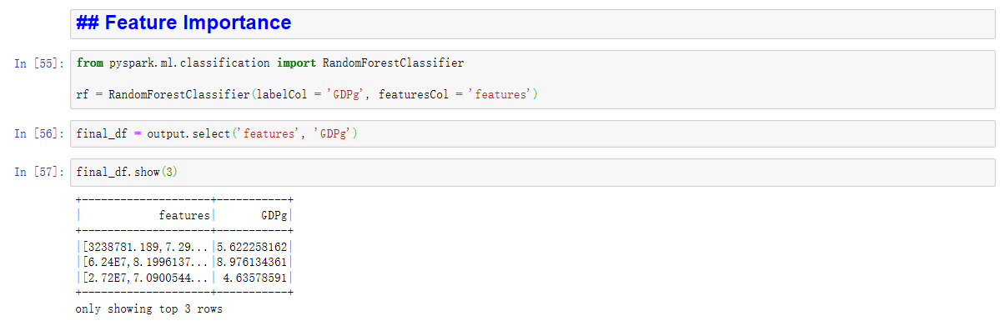 ## Feature Importance
In [55]: from pyspark.ml.classification import RandomForestClassifier
rf = RandomForestClassifier(labelCol = 'GDPg', featuresCol = 'features')
In [56]: final_df = output.select('features', 'GDPg')
In [57]: final_df.show(3)
+--------------------+-----------+
|            features|       GDPg|
+--------------------+-----------+
|[3238781.189,7.29...|5.622258162|
|[6.24E7,8.1996137...|8.976134361|
|[2.72E7,7.0900544...| 4.63578591|
+--------------------+-----------+
only showing top 3 rows